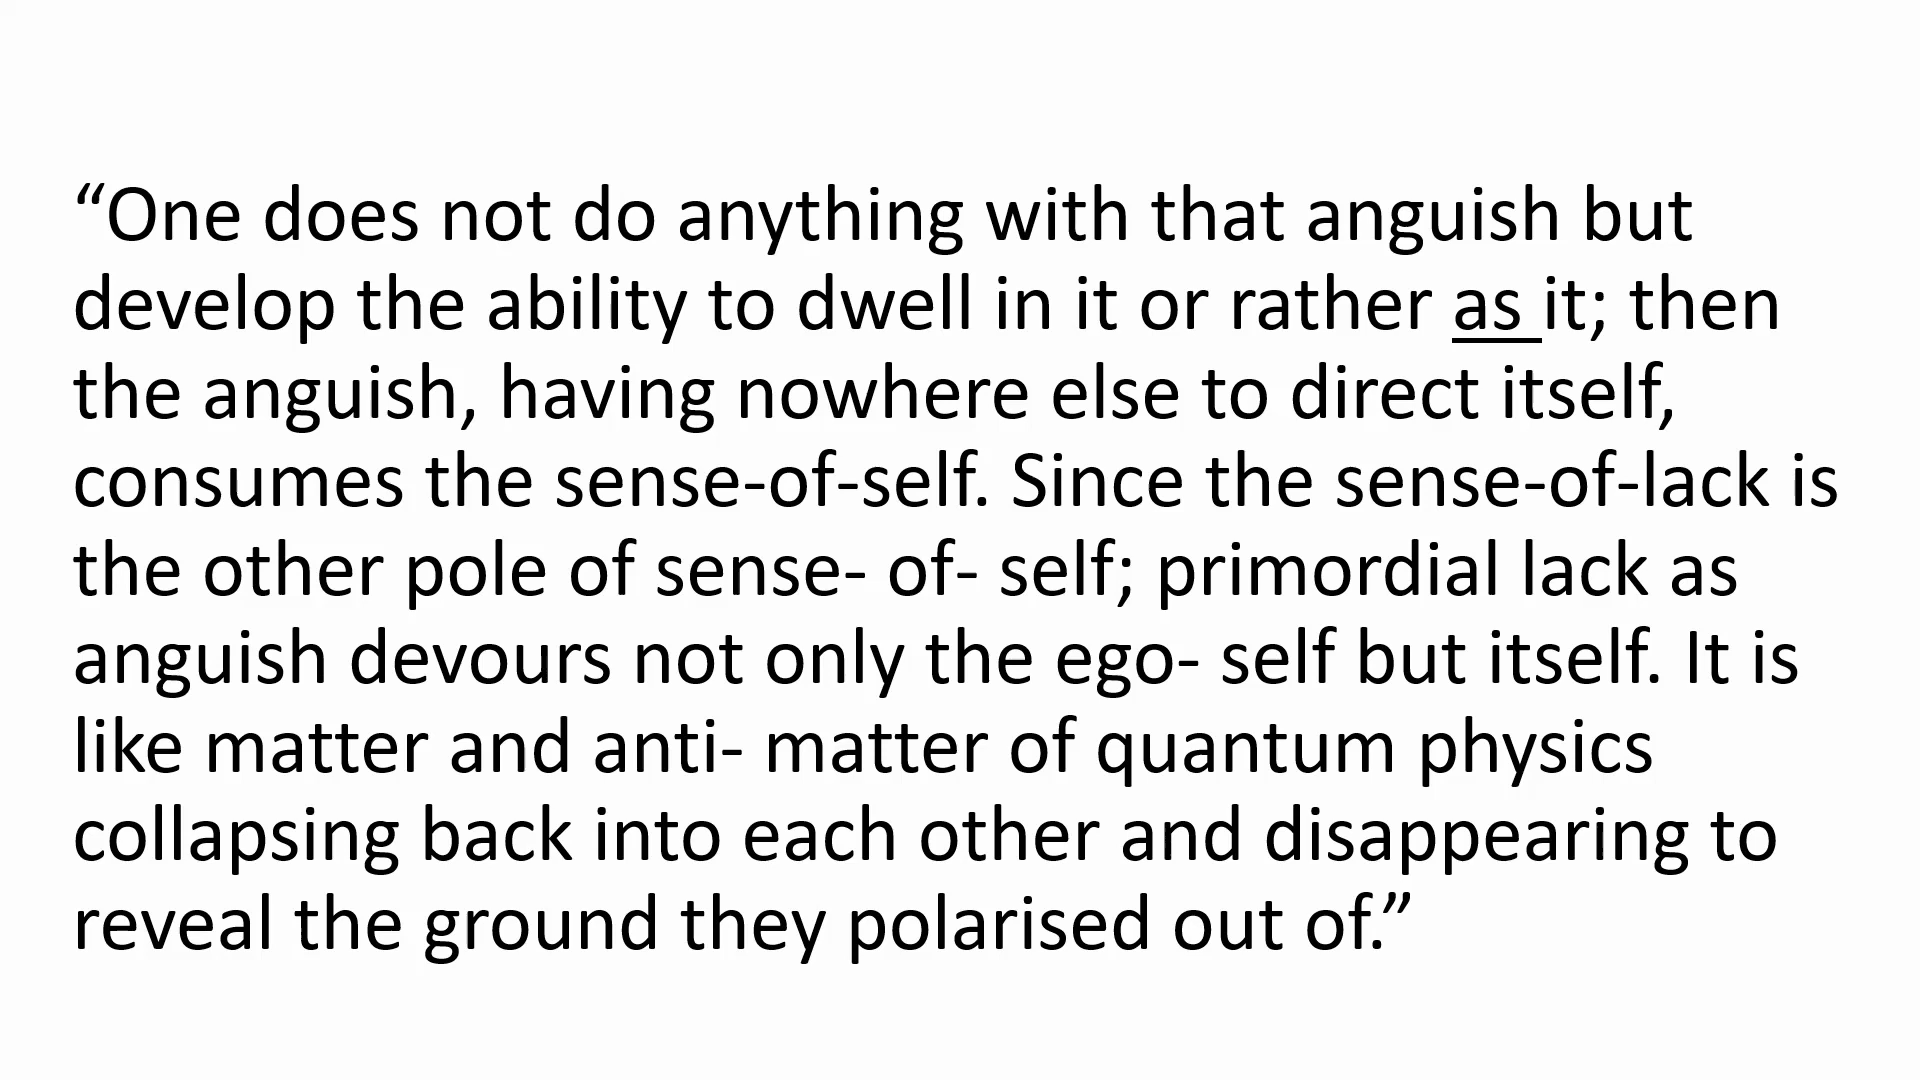 “One does not do anything with that anguish but
develop the ability to dwell in it or rather as it; then
the anguish, having nowhere else to direct itself,
consumes the sense-of-self. Since the sense-of-lack is
the other pole of sense- of- self; primordial lack as
anguish devours not only the ego- self but itself. It is
like matter and anti- matter of quantum physics
collapsing back into each other and disappearing to
reveal the ground they polarised out of.”